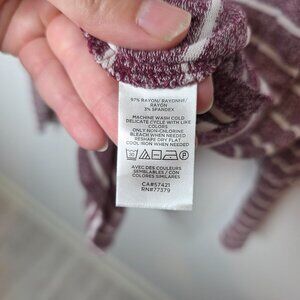 97% RAYON/ RAYONNE/
RAYON
3% SPANDEX
MACHINE WASH COLD
DELICATE CYCLE WITH LIKE
COLORS
ONLY NON-CHLORINE
BLEACH WHEN NEEDED
RESHAPE DRY FLAT
COOL IRON WHEN NEEDED
AVEC DES COULEURS
SEMBLABLES / CON
COLORES SIMILARES
CA#57421
RN#77379